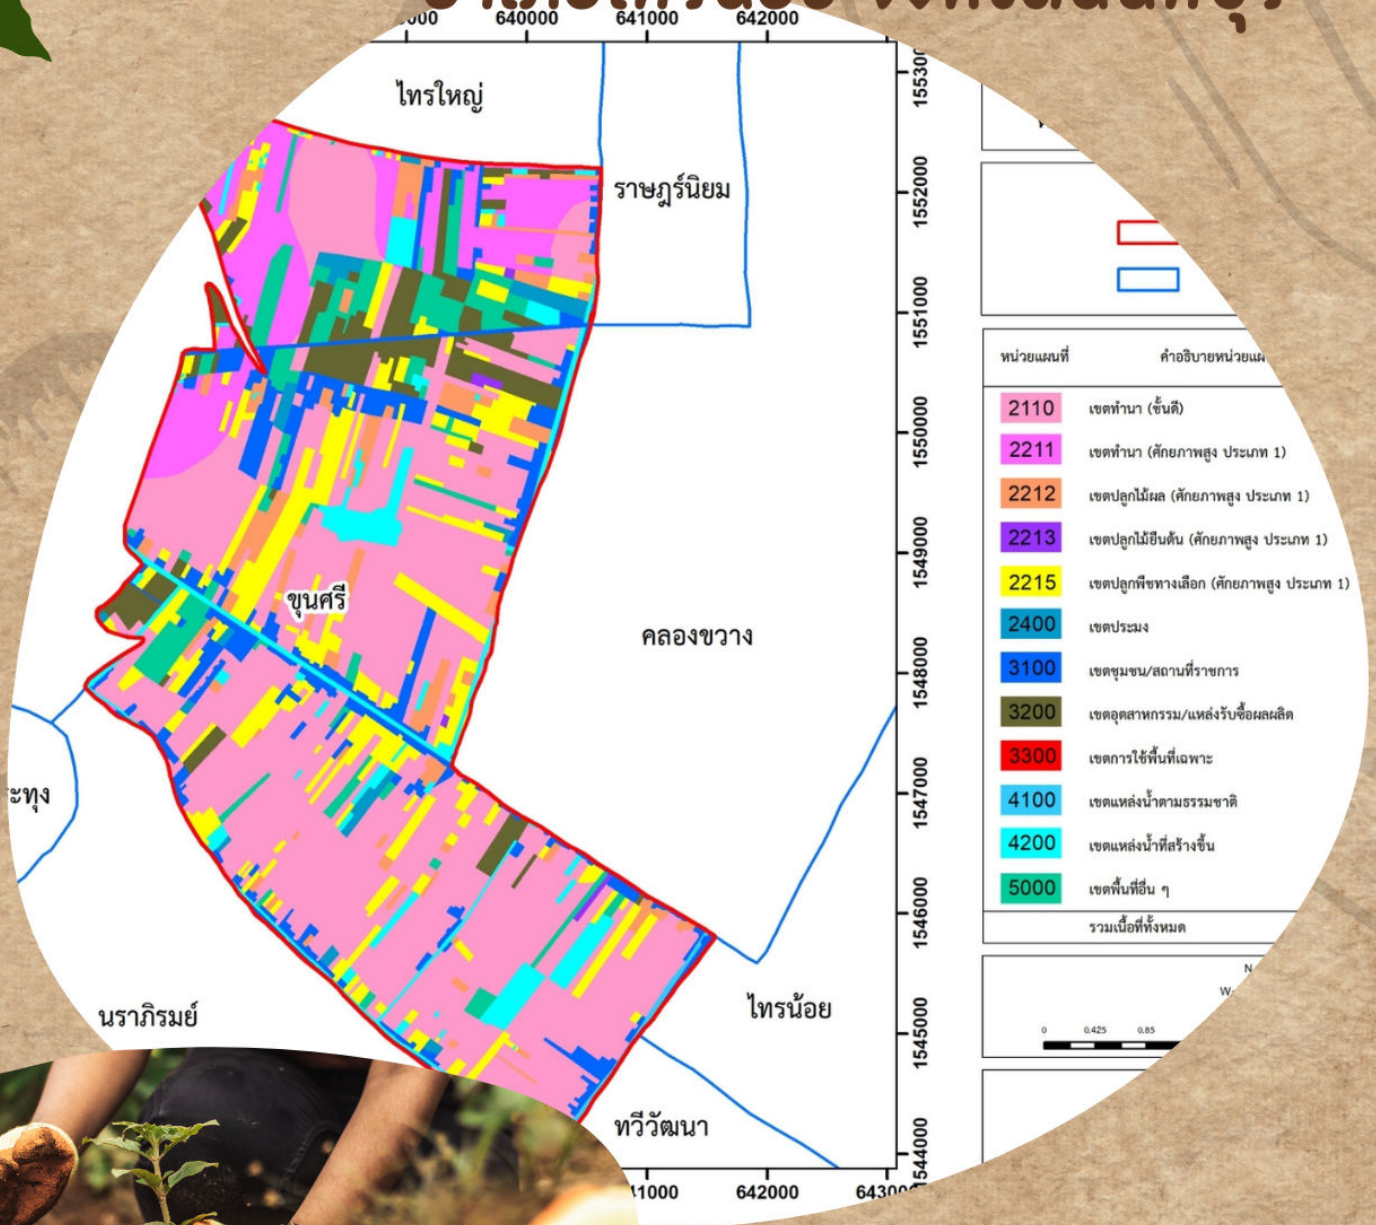 640000 641000 642000
ไทรใหญ่
ราษฎร์นิยม
1552000
1551000
1550000
1549000
1548000
1547000
1546000
1545000
ขุนศรี
คลองขวาง
นราภิรมย์
ไทรน้อย
ทวีวัฒนา
642000
หน่วยแผนที่
2110 เขตทำนา (ชั้นดี)
2211 เขตทำนา (ศักยภาพสูง ประเภท 1)
2212 เขตปลูกไม้ผล (ศักยภาพสูง ประเภท 1)
2213 เขตปลูกไม้ยืนต้น (ศักยภาพสูง ประเภท 1)
2215 เขตปลูกพืชทางเลือก (ศักยภาพสูง ประเภท 1)
2400 เขตประมง
3100 เขตชุมชน/สถานที่ราชการ
3200 เขตอุตสาหกรรม/แหล่งรับซื้อผลผลิต
3300 เขตการใช้พื้นที่เฉพาะ
4100 เขตแหล่งน้ำตามธรรมชาติ
4200 เขตแหล่งน้ำที่สร้างขึ้น
5000 เขตพื้นที่อื่น ๆ
รวมเนื้อที่ทั้งหมด
N
W
0 0.425 0.85